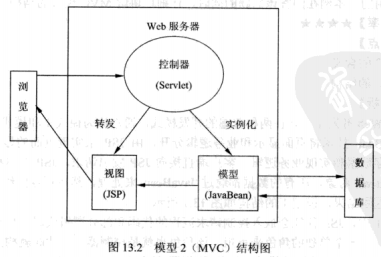 Web 服务器
控制器
(Servlet)
浏
览
器
转发
实例化
视图
(JSP)
模型
(JavaBean)
数
据
库
图 13.2 模型 2（MVC）结构图